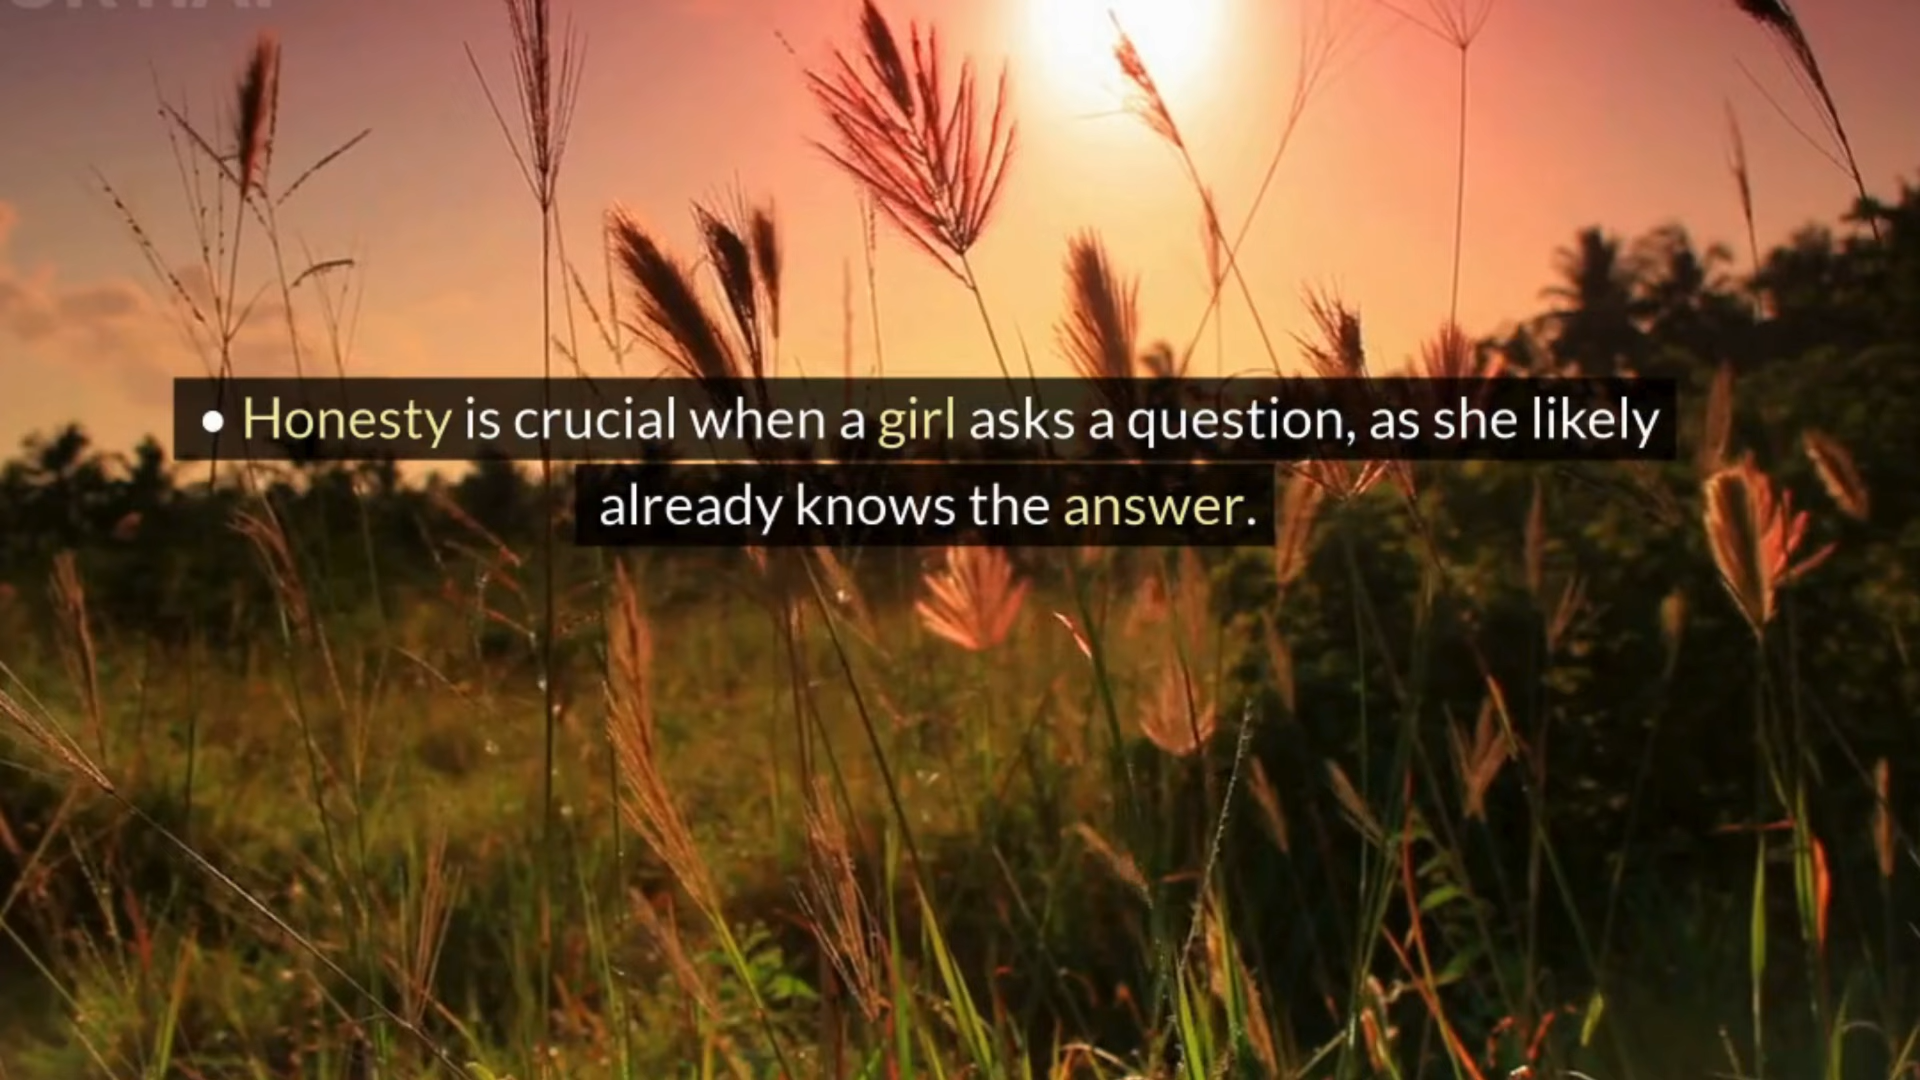 • Honesty is crucial when a girl asks a question, as she likely
already knows the answer.